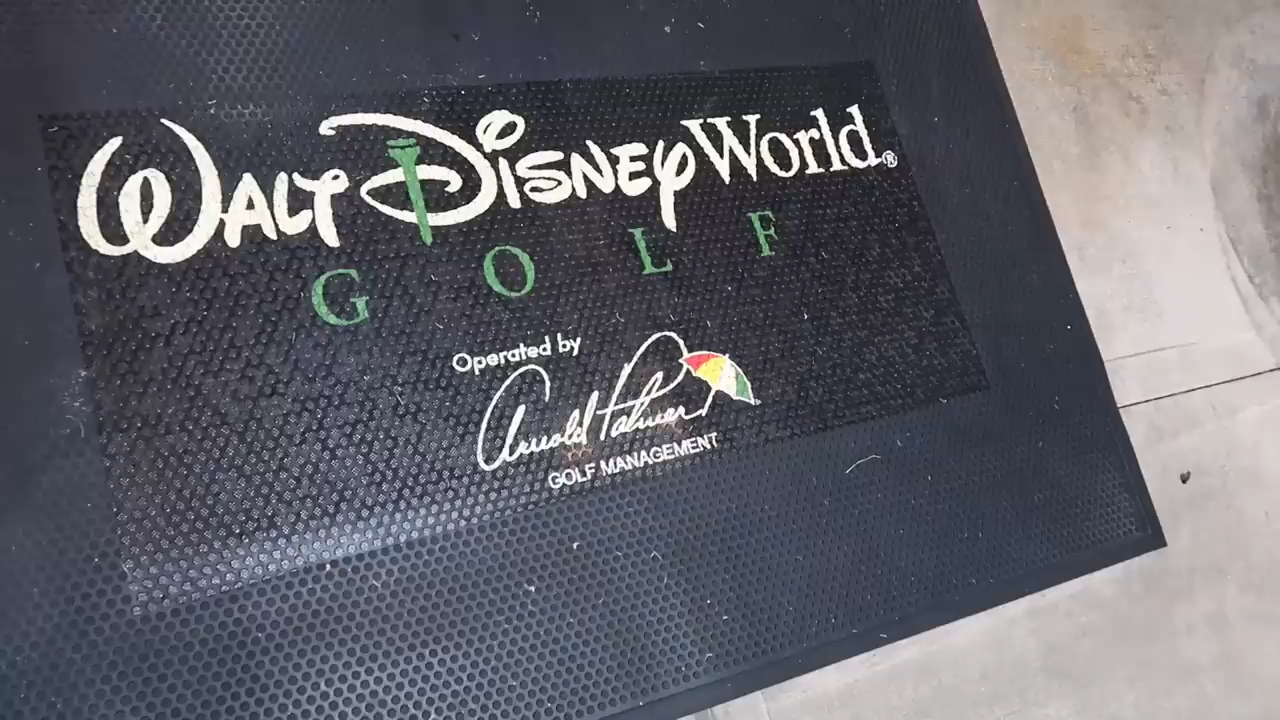 WALT DISNEY World®
GOLF
Operated by
Arnold Palmer
GOLF MANAGEMENT